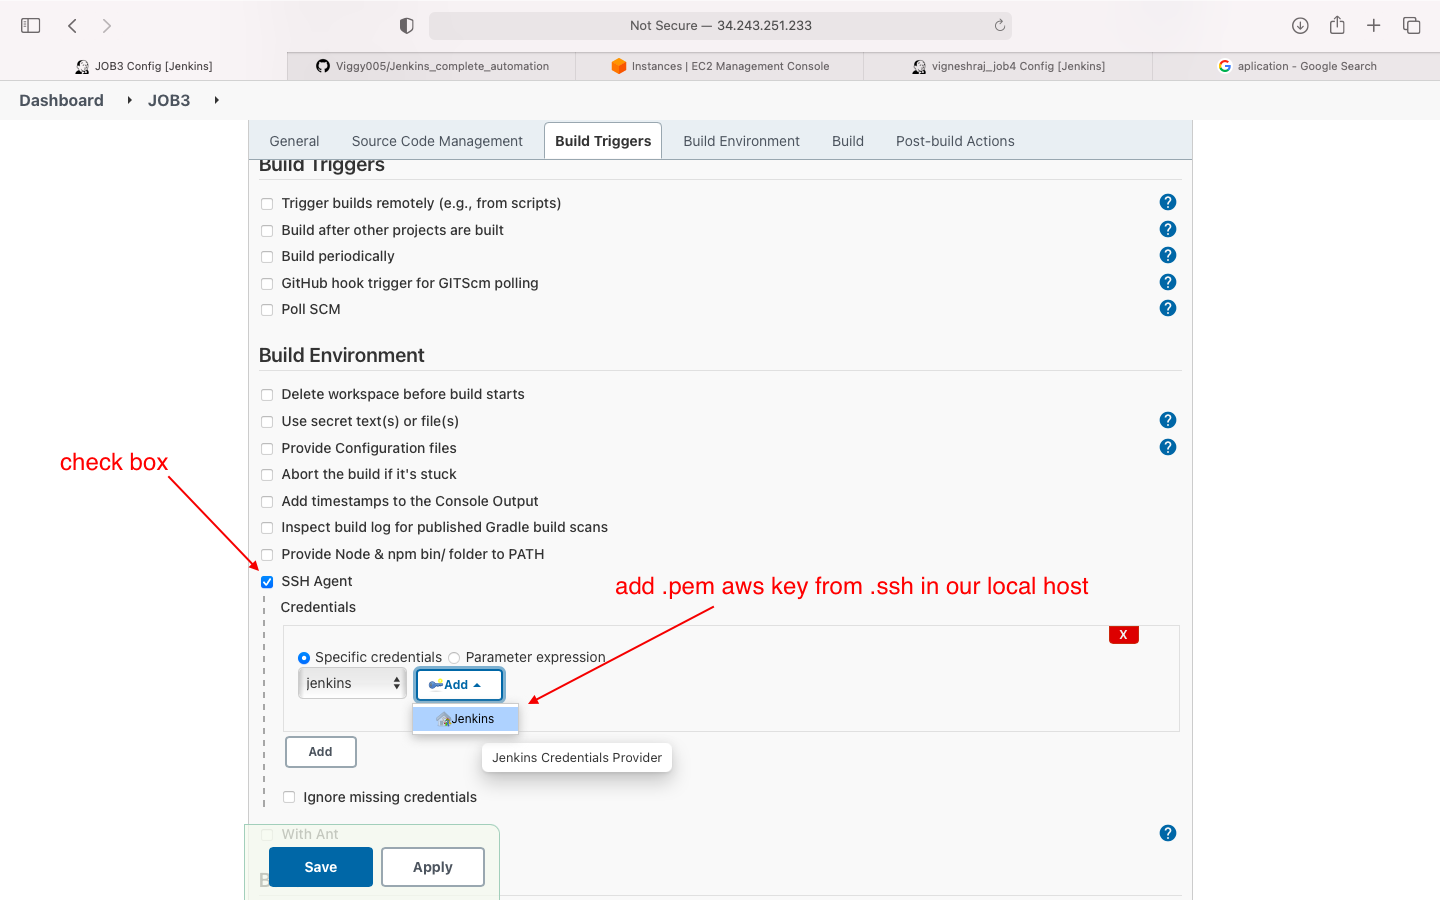 Not Secure — 34.243.251.233
JOB3 Config [Jenkins]
Viggy005/Jenkins_complete_automation
Instances | EC2 Management Console
vigneshraj_job4 Config [Jenkins]
aplication - Google Search
Dashboard
JOB3
General
Source Code Management
Build Triggers
Build Environment
Build
Post-build Actions
Build Triggers
Trigger builds remotely (e.g., from scripts)
Build after other projects are built
Build periodically
GitHub hook trigger for GITScm polling
Poll SCM
Build Environment
Delete workspace before build starts
Use secret text(s) or file(s)
Provide Configuration files
check box
Abort the build if it's stuck
Add timestamps to the Console Output
Inspect build log for published Gradle build scans
Provide Node & npm bin/ folder to PATH
SSH Agent
add .pem aws key from .ssh in our local host
Credentials
X
Specific credentials
Parameter expression
jenkins
Add
Jenkins
Add
Jenkins Credentials Provider
Ignore missing credentials
With Ant
Save
Apply